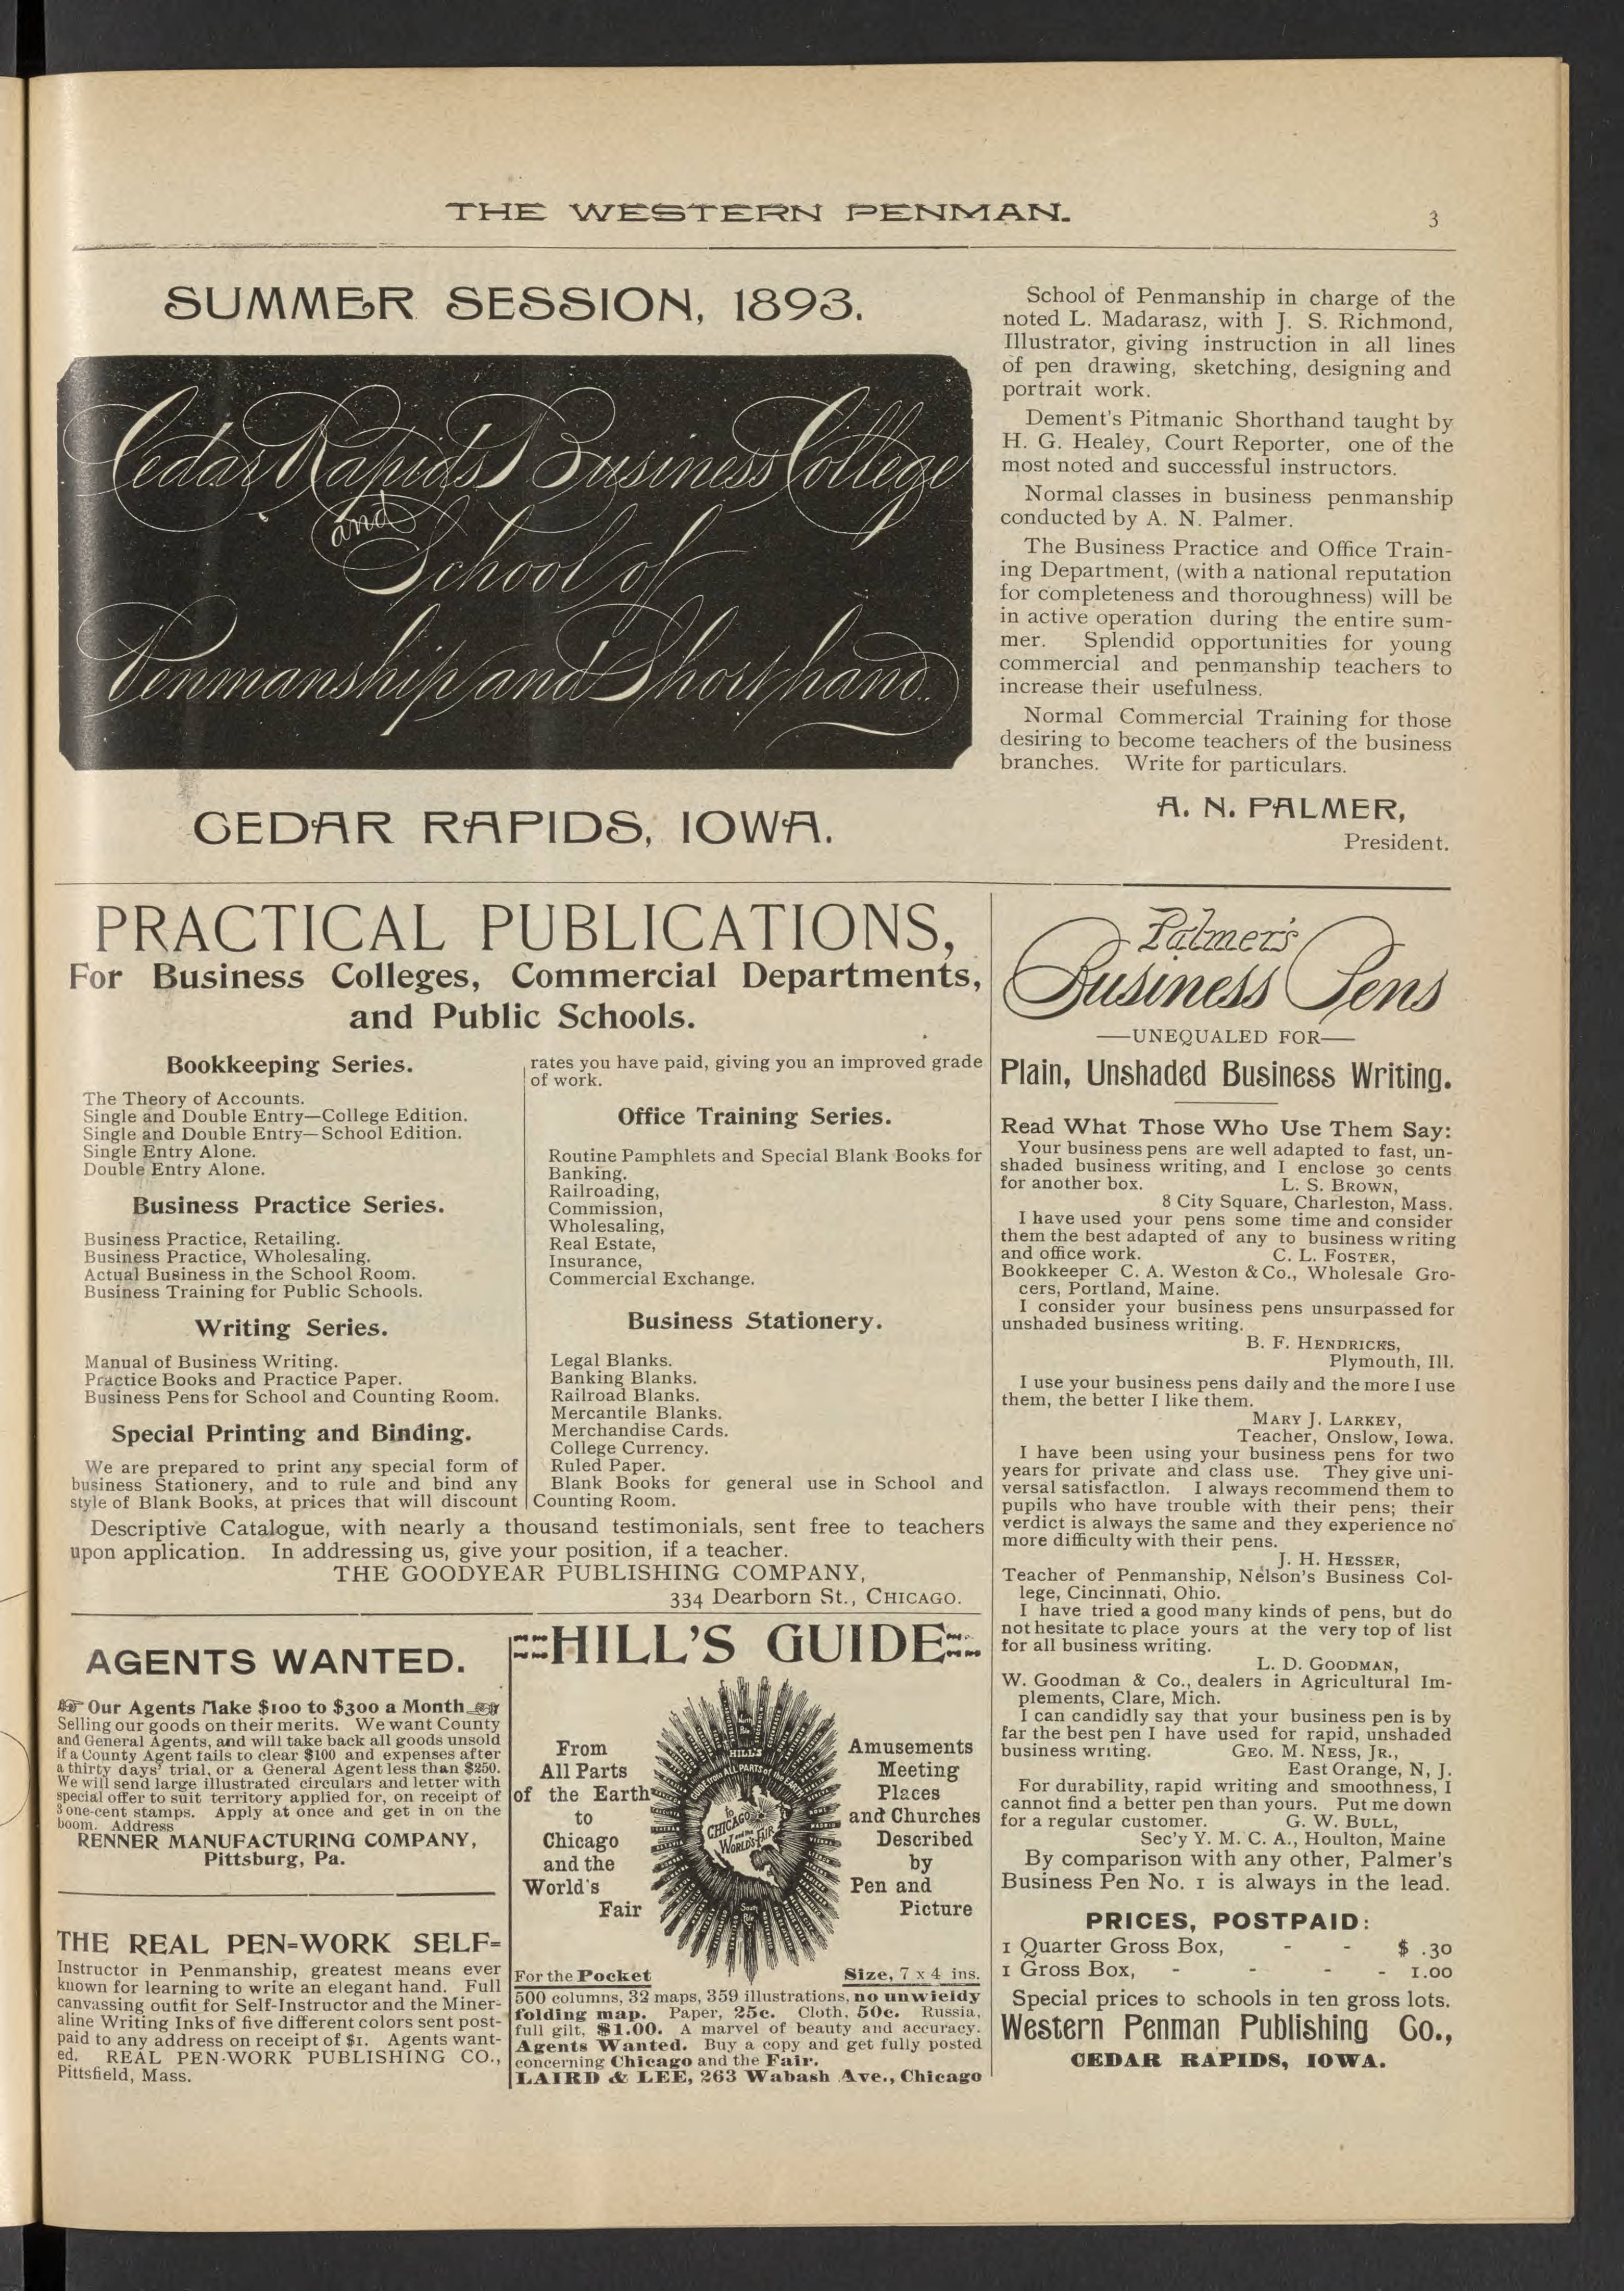 THE WESTERN PENMAN.
3
SUMMER SESSION, 1893.
Cedar Rapids Business College
and
School of
Penmanship and Shorthand.
CEDAR RAPIDS, IOWA.
School of Penmanship in charge of the
noted L. Madarasz, with J. S. Richmond,
Illustrator, giving instruction in all lines
of pen drawing, sketching, designing and
portrait work.
Dement's Pitmanic Shorthand taught by
H. G. Healey, Court Reporter, one of the
most noted and successful instructors.
Normal classes in business penmanship
conducted by A. N. Palmer.
The Business Practice and Office Train-
ing Department, (with a national reputation
for completeness and thoroughness) will be
in active operation during the entire sum-
mer. Splendid opportunities for young
commercial and penmanship teachers to
increase their usefulness.
Normal Commercial Training for those
desiring to become teachers of the business
branches. Write for particulars.
A. N. PALMER,
President.
PRACTICAL PUBLICATIONS,
For Business Colleges, Commercial Departments,
and Public Schools.
Bookkeeping Series.
The Theory of Accounts.
Single and Double Entry—College Edition.
Single and Double Entry—School Edition.
Single Entry Alone.
Double Entry Alone.
Business Practice Series.
Business Practice, Retailing.
Business Practice, Wholesaling.
Actual Business in the School Room.
Business Training for Public Schools.
Writing Series.
Manual of Business Writing.
Practice Books and Practice Paper.
Business Pens for School and Counting Room.
Special Printing and Binding.
We are prepared to print any special form of
business Stationery, and to rule and bind any
style of Blank Books, at prices that will discount
rates you have paid, giving you an improved grade
of work.
Office Training Series.
Routine Pamphlets and Special Blank Books for
Banking.
Railroading,
Commission,
Wholesaling,
Real Estate,
Insurance,
Commercial Exchange.
Business Stationery.
Legal Blanks.
Banking Blanks.
Railroad Blanks.
Mercantile Blanks.
Merchandise Cards.
College Currency.
Ruled Paper.
Blank Books for general use in School and
Counting Room.
Descriptive Catalogue, with nearly a thousand testimonials, sent free to teachers
upon application. In addressing us, give your position, if a teacher.
THE GOODYEAR PUBLISHING COMPANY,
334 Dearborn St., CHICAGO.
AGENTS WANTED.
Our Agents Make $100 to $300 a Month
Selling our goods on their merits. We want County
and General Agents, and will take back all goods unsold
if a County Agent fails to clear $100 and expenses after
a thirty days' trial, or a General Agent less than $250.
We will send large illustrated circulars and letter with
special offer to suit territory applied for, on receipt of
3 one-cent stamps. Apply at once and get in on the
boom. Address
RENNER MANUFACTURING COMPANY,
Pittsburg, Pa.
THE REAL PEN=WORK SELF=
Instructor in Penmanship, greatest means ever
known for learning to write an elegant hand. Full
canvassing outfit for Self-Instructor and the Miner-
aline Writing Inks of five different colors sent post-
paid to any address on receipt of $1. Agents want-
ed. REAL PEN-WORK PUBLISHING CO.,
Pittsfield, Mass.
HILL'S GUIDE
From
All Parts
of the Earth
to
Chicago
and the
World's
Fair
North
Pole
HILL'S
GUIDE from ALL PARTS of the EARTH
to
CHICAGO
and the
WORLD'S FAIR
South
Pole
Amusements
Meeting
Places
and Churches
Described
by
Pen and
Picture
For the Pocket
Size, 7 x 4 ins.
500 columns, 32 maps, 359 illustrations, no unwieldy
folding map. Paper, 25c. Cloth, 50c. Russia,
full gilt, $1.00. A marvel of beauty and accuracy.
Agents Wanted. Buy a copy and get fully posted
concerning Chicago and the Fair.
LAIRD & LEE, 263 Wabash Ave., Chicago
Palmer's
Business Pens
—UNEQUALED FOR—
Plain, Unshaded Business Writing.
Read What Those Who Use Them Say:
Your business pens are well adapted to fast, un-
shaded business writing, and I enclose 30 cents
for another box. L. S. BROWN,
8 City Square, Charleston, Mass.
I have used your pens some time and consider
them the best adapted of any to business writing
and office work. C. L. FOSTER,
Bookkeeper C. A. Weston & Co., Wholesale Gro-
cers, Portland, Maine.
I consider your business pens unsurpassed for
unshaded business writing.
B. F. HENDRICKS,
Plymouth, Ill.
I use your business pens daily and the more I use
them, the better I like them.
MARY J. LARKEY,
Teacher, Onslow, Iowa.
I have been using your business pens for two
years for private and class use. They give uni-
versal satisfaction. I always recommend them to
pupils who have trouble with their pens; their
verdict is always the same and they experience no
more difficulty with their pens.
J. H. HESSER,
Teacher of Penmanship, Nelson's Business Col-
lege, Cincinnati, Ohio.
I have tried a good many kinds of pens, but do
not hesitate to place yours at the very top of list
for all business writing.
L. D. GOODMAN,
W. Goodman & Co., dealers in Agricultural Im-
plements, Clare, Mich.
I can candidly say that your business pen is by
far the best pen I have used for rapid, unshaded
business writing. GEO. M. NESS, JR.,
East Orange, N, J.
For durability, rapid writing and smoothness, I
cannot find a better pen than yours. Put me down
for a regular customer. G. W. BULL,
Sec'y Y. M. C. A., Houlton, Maine
By comparison with any other, Palmer's
Business Pen No. 1 is always in the lead.
PRICES, POSTPAID:
1 Quarter Gross Box, - - $ .30
1 Gross Box, - - - - 1.00
Special prices to schools in ten gross lots.
Western Penman Publishing Co.,
CEDAR RAPIDS, IOWA.